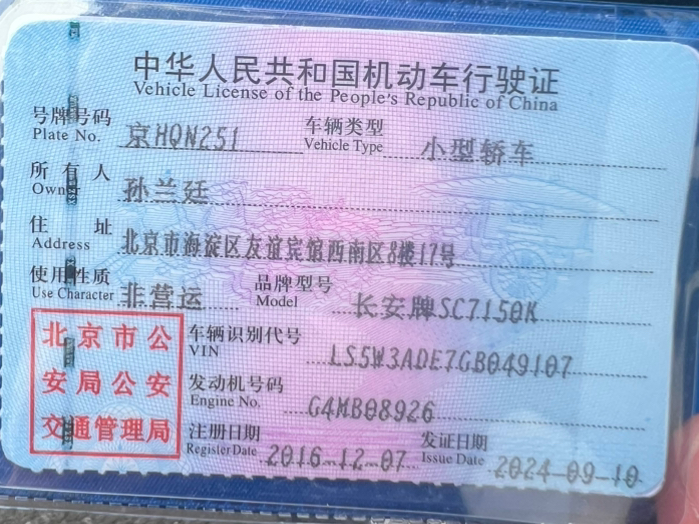 中华人民共和国机动车行驶证
Vehicle License of the People's Republic of China
号牌号码 京HQN251 车辆类型 小型轿车
Plate No. Vehicle Type
所有人 孙兰廷
Owner
住址 北京市海淀区友谊宾馆西南区8楼17号
Address
使用性质 非营运 品牌型号 长安牌SC7150K
Use Character Model
北京市公安局公安交通管理局
车辆识别代号 LS5W3ADE7GB049107
VIN
发动机号码 G4MB08926
Engine No.
注册日期 2016-12-07 发证日期 2024-09-10
Register Date Issue Date